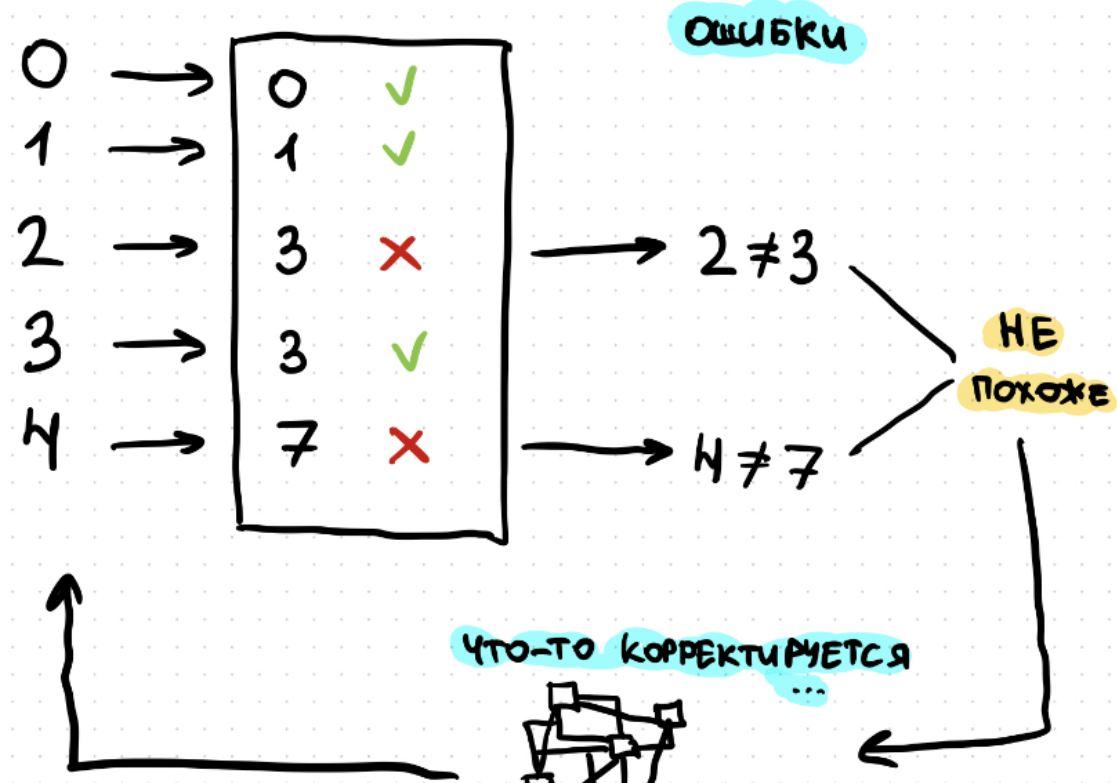 ОШИБКИ
0 → 0 ✓
1 → 1 ✓
2 → 3 ✗ → 2 ≠ 3
НЕ
ПОХОЖЕ
3 → 3 ✓
4 → 7 ✗ → 4 ≠ 7
ЧТО-ТО КОРРЕКТИРУЕТСЯ
...